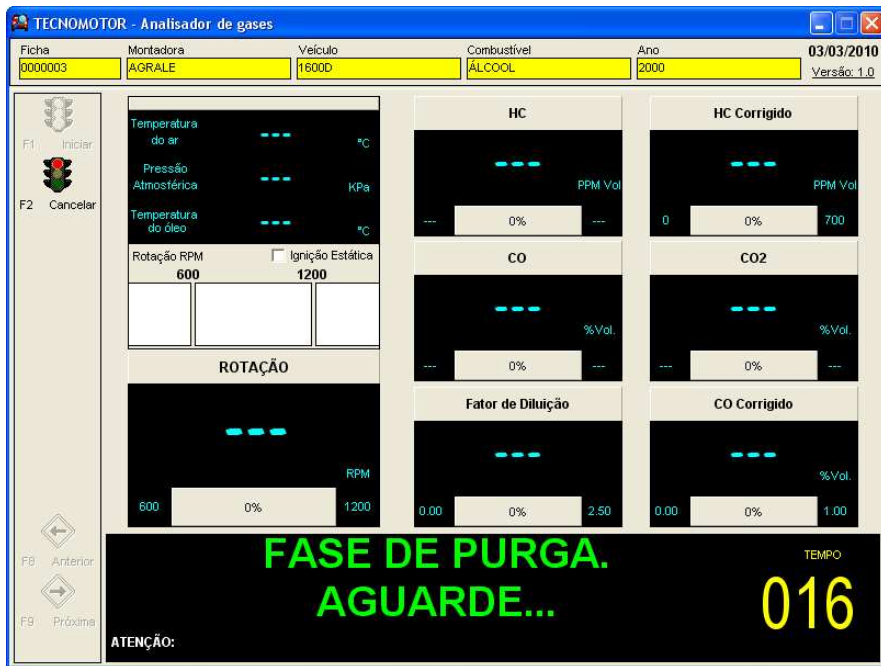 TECNOMOTOR - Analisador de gases
Ficha Montadora Veículo Combustível Ano 03/03/2010
0000003 AGRALE 1600D ÁLCOOL 2000 Versão: 1.0
F1 Iniciar
F2 Cancelar
Temperatura
do ar --- °C
Pressão
Atmosférica --- KPa
Temperatura
do óleo --- °C
Rotação RPM Ignição Estática
600 1200
ROTAÇÃO
---
RPM
600 0% 1200
HC
---
PPM Vol
--- 0% ---
HC Corrigido
---
PPM Vol
0 0% 700
CO
---
%Vol.
--- 0% ---
CO2
---
%Vol.
--- 0% ---
Fator de Diluição
---
0.00 0% 2.50
CO Corrigido
---
%Vol.
0.00 0% 1.00
F8 Anterior
F9 Próxima
FASE DE PURGA.
AGUARDE...
ATENÇÃO:
TEMPO
016